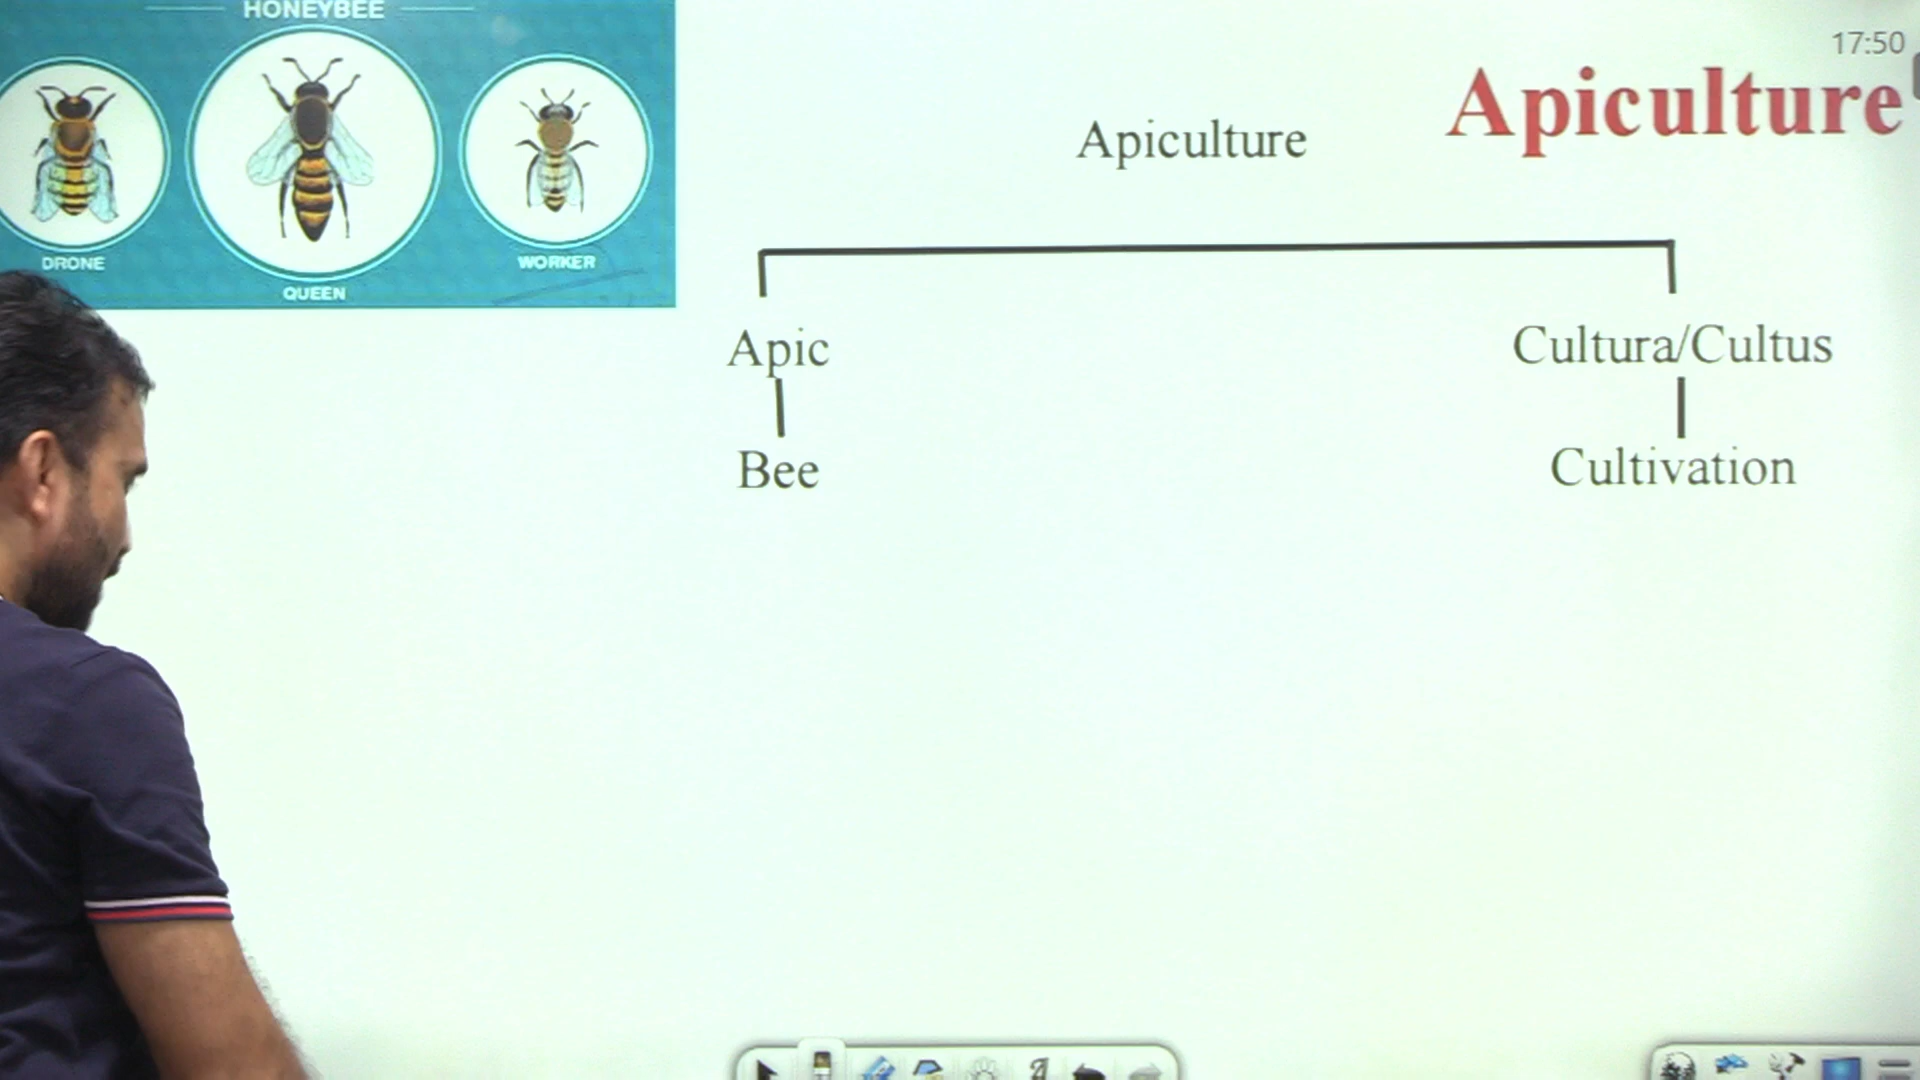 HONEYBEE
DRONE
QUEEN
WORKER
17:50
Apiculture
Apiculture
Apic
Cultura/Cultus
Bee
Cultivation